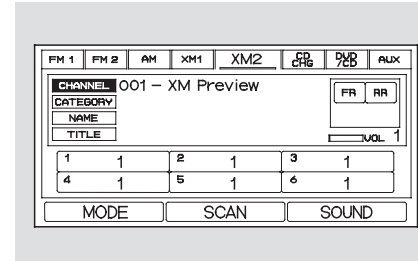 FM 1 FM 2 AM XM1 XM2 CD CHG DVD /CD AUX
CHANNEL 001 – XM Preview FR RR
CATEGORY
NAME
TITLE VOL 1
1 1 2 1 3 1
4 1 5 1 6 1
MODE SCAN SOUND